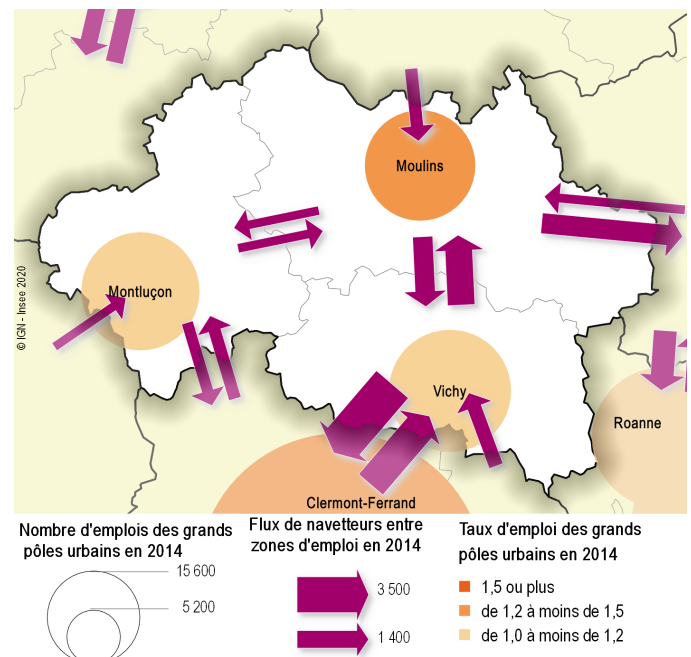 Moulins
© IGN - Insee 2020
Montluçon
Vichy
Roanne
Clermont-Ferrand
Nombre d'emplois des grands
pôles urbains en 2014
15 600
5 200
Flux de navetteurs entre
zones d'emploi en 2014
3 500
1 400
Taux d'emploi des grands
pôles urbains en 2014
1,5 ou plus
de 1,2 à moins de 1,5
de 1,0 à moins de 1,2